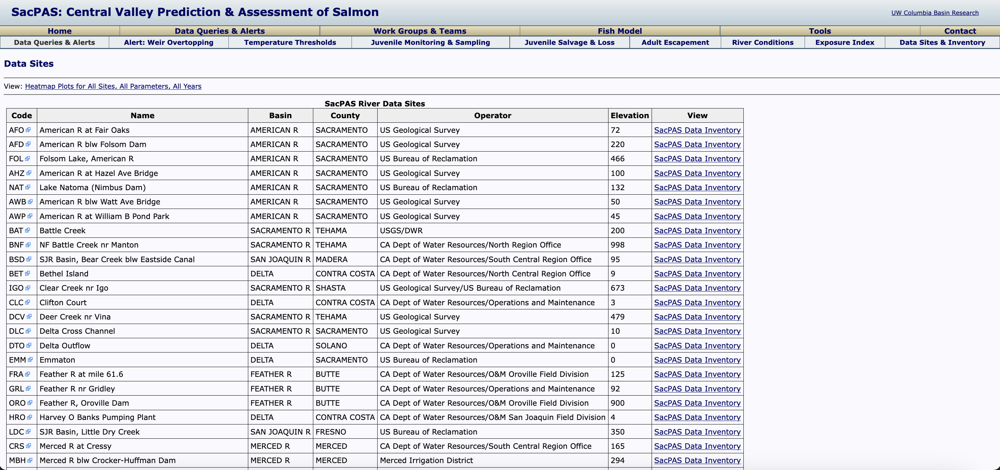 SacPAS: Central Valley Prediction & Assessment of Salmon
UW Columbia Basin Research
Home Data Queries & Alerts Work Groups & Teams Fish Model Tools Contact
Data Queries & Alerts Alert: Weir Overtopping Temperature Thresholds Juvenile Monitoring & Sampling Juvenile Salvage & Loss Adult Escapement River Conditions Exposure Index Data Sites & Inventory
Data Sites
View: Heatmap Plots for All Sites, All Parameters, All Years
SacPAS River Data Sites
Code Name Basin County Operator Elevation View
AFO American R at Fair Oaks AMERICAN R SACRAMENTO US Geological Survey 72 SacPAS Data Inventory
AFD American R blw Folsom Dam AMERICAN R SACRAMENTO US Geological Survey 220 SacPAS Data Inventory
FOL Folsom Lake, American R AMERICAN R SACRAMENTO US Bureau of Reclamation 466 SacPAS Data Inventory
AHZ American R at Hazel Ave Bridge AMERICAN R SACRAMENTO US Geological Survey 100 SacPAS Data Inventory
NAT Lake Natoma (Nimbus Dam) AMERICAN R SACRAMENTO US Bureau of Reclamation 132 SacPAS Data Inventory
AWB American R blw Watt Ave Bridge AMERICAN R SACRAMENTO US Geological Survey 50 SacPAS Data Inventory
AWP American R at William B Pond Park AMERICAN R SACRAMENTO US Geological Survey 45 SacPAS Data Inventory
BAT Battle Creek SACRAMENTO R TEHAMA USGS/DWR 200 SacPAS Data Inventory
BNF NF Battle Creek nr Manton SACRAMENTO R TEHAMA CA Dept of Water Resources/North Region Office 998 SacPAS Data Inventory
BSD SJR Basin, Bear Creek blw Eastside Canal SAN JOAQUIN R MADERA CA Dept of Water Resources/South Central Region Office 95 SacPAS Data Inventory
BET Bethel Island DELTA CONTRA COSTA CA Dept of Water Resources/North Central Region Office 9 SacPAS Data Inventory
IGO Clear Creek nr Igo SACRAMENTO R SHASTA US Geological Survey/US Bureau of Reclamation 673 SacPAS Data Inventory
CLC Clifton Court DELTA CONTRA COSTA CA Dept of Water Resources/Operations and Maintenance 3 SacPAS Data Inventory
DCV Deer Creek nr Vina SACRAMENTO R TEHAMA US Geological Survey 479 SacPAS Data Inventory
DLC Delta Cross Channel SACRAMENTO R SACRAMENTO US Geological Survey 10 SacPAS Data Inventory
DTO Delta Outflow DELTA SOLANO CA Dept of Water Resources/Operations and Maintenance 0 SacPAS Data Inventory
EMM Emmaton DELTA SACRAMENTO US Bureau of Reclamation 0 SacPAS Data Inventory
FRA Feather R at mile 61.6 FEATHER R BUTTE CA Dept of Water Resources/O&M Oroville Field Division 125 SacPAS Data Inventory
GRL Feather R nr Gridley FEATHER R BUTTE CA Dept of Water Resources/Operations and Maintenance 92 SacPAS Data Inventory
ORO Feather R, Oroville Dam FEATHER R BUTTE CA Dept of Water Resources/O&M Oroville Field Division 900 SacPAS Data Inventory
HRO Harvey O Banks Pumping Plant DELTA CONTRA COSTA CA Dept of Water Resources/O&M San Joaquin Field Division 4 SacPAS Data Inventory
LDC SJR Basin, Little Dry Creek SAN JOAQUIN R FRESNO US Bureau of Reclamation 350 SacPAS Data Inventory
CRS Merced R at Cressy MERCED R MERCED CA Dept of Water Resources/South Central Region Office 165 SacPAS Data Inventory
MBH Merced R blw Crocker-Huffman Dam MERCED R MERCED Merced Irrigation District 294 SacPAS Data Inventory